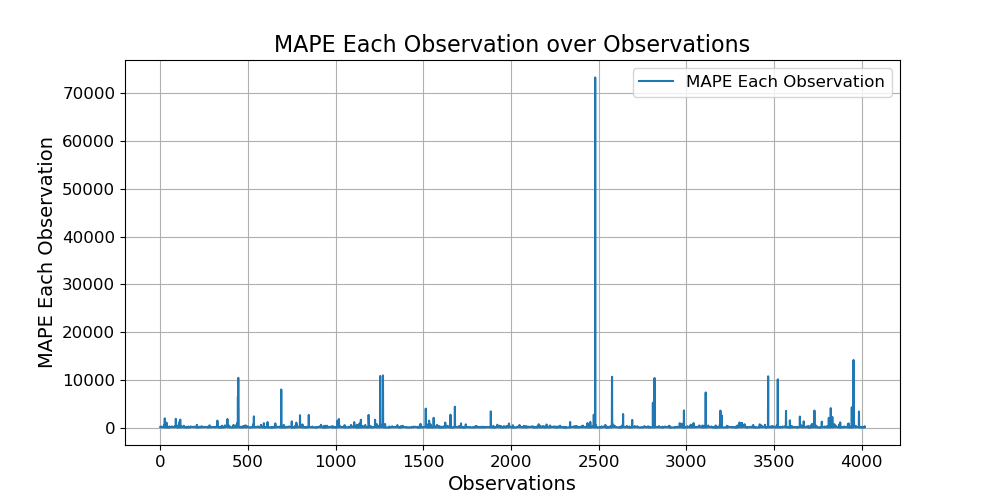 MAPE Each Observation over Observations
MAPE Each Observation
70000
60000
50000
40000
30000
20000
10000
0
MAPE Each Observation
0 500 1000 1500 2000 2500 3000 3500 4000
Observations